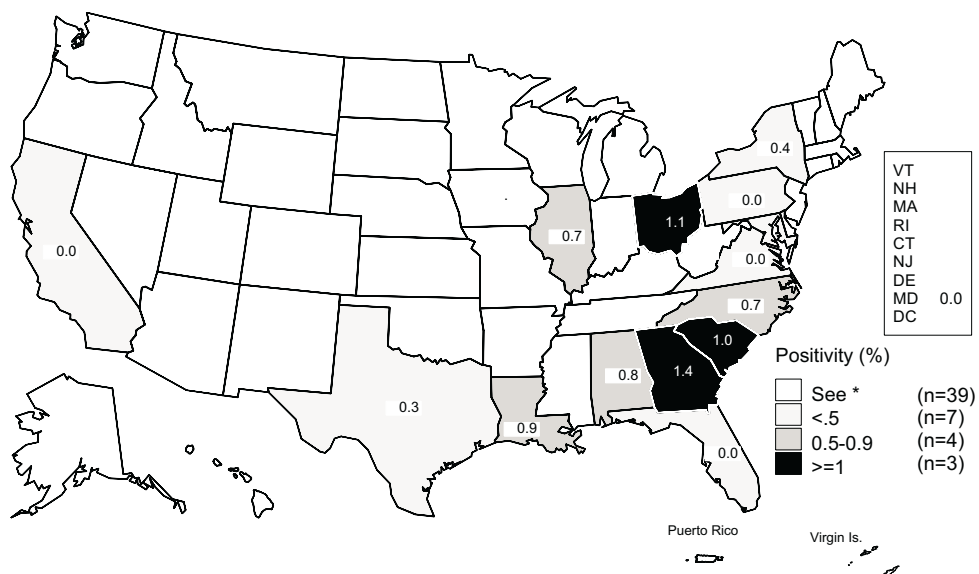 0.4
0.0
1.1
0.7
0.0
0.0
0.7
1.0
1.4
0.8
0.3
0.9
0.0
VT
NH
MA
RI
CT
NJ
DE
MD 0.0
DC
Positivity (%)
See * (n=39)
<.5 (n=7)
0.5-0.9 (n=4)
>=1 (n=3)
Puerto Rico
Virgin Is.